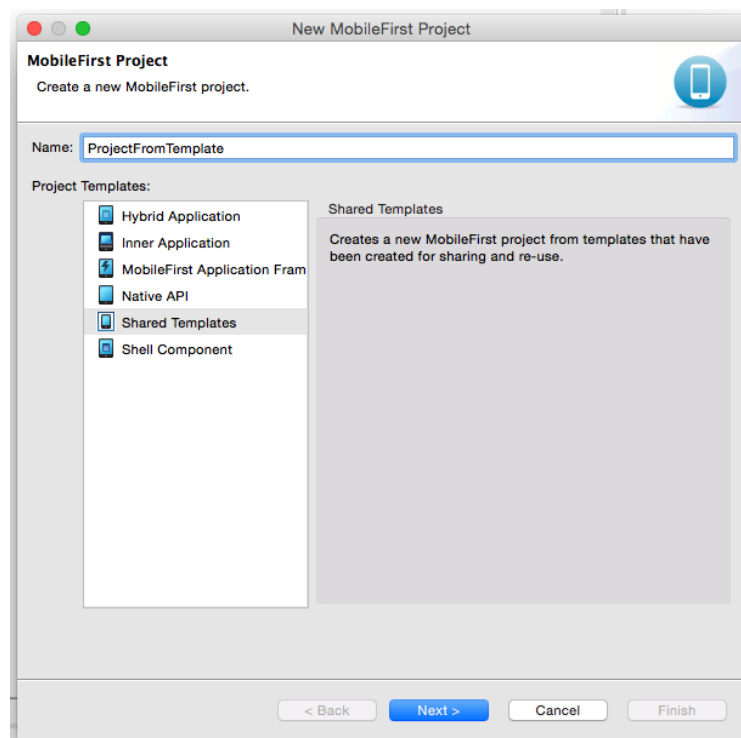 New MobileFirst Project
MobileFirst Project
Create a new MobileFirst project.
Name: ProjectFromTemplate
Project Templates:
Hybrid Application
Inner Application
MobileFirst Application Fram
Native API
Shared Templates
Shell Component
Shared Templates
Creates a new MobileFirst project from templates that have
been created for sharing and re-use.
< Back Next > Cancel Finish